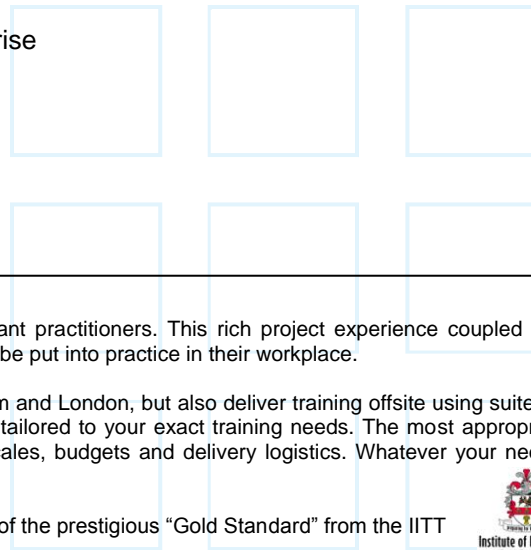 rise
ant practitioners. This rich project experience coupled
be put into practice in their workplace.
m and London, but also deliver training offsite using suite
tailored to your exact training needs. The most appropr
cales, budgets and delivery logistics. Whatever your nee
of the prestigious “Gold Standard” from the IITT
Institute of